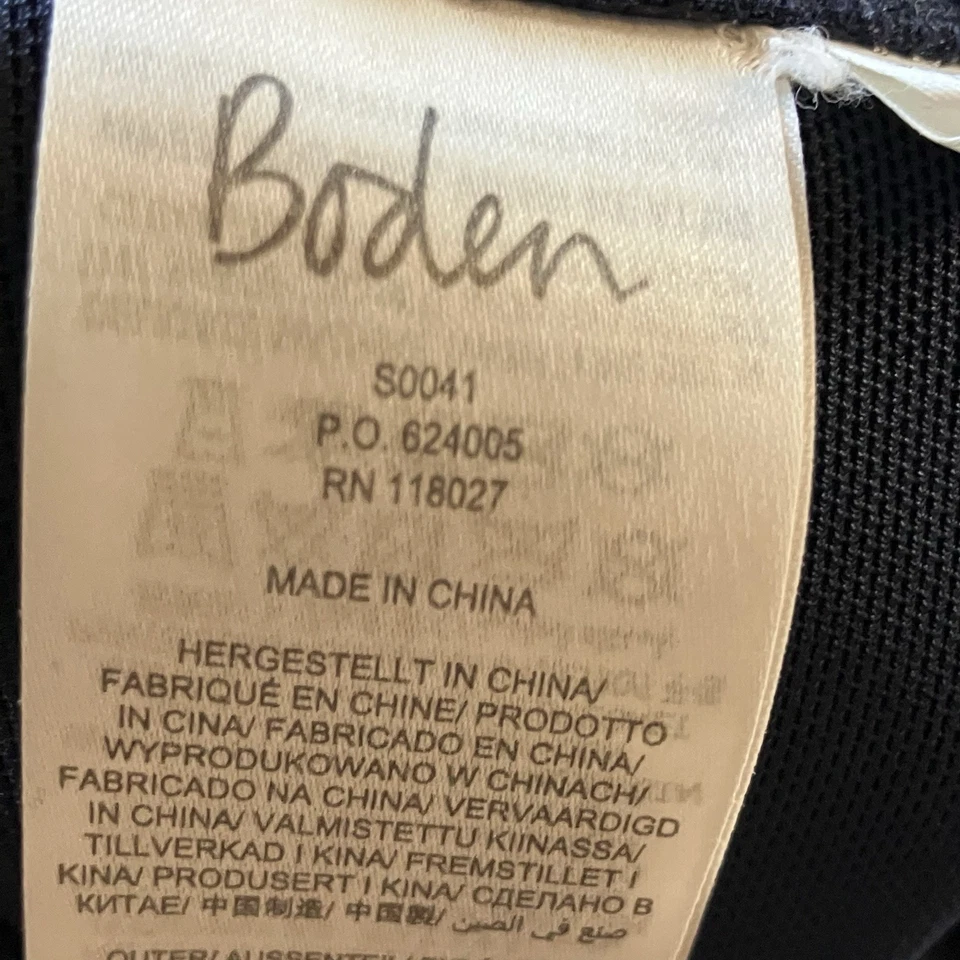 Boden
S0041
P.O. 624005
RN 118027
MADE IN CHINA
HERGESTELLT IN CHINA/
FABRIQUÉ EN CHINE/ PRODOTTO
IN CINA/ FABRICADO EN CHINA/
WYPRODUKOWANO W CHINACH/
FABRICADO NA CHINA/ VERVAARDIGD
IN CHINA/ VALMISTETTU KIINASSA/
TILLVERKAD I KINA/ FREMSTILLET I
KINA/ PRODUSERT I KINA/ СДЕЛАНО В
КИТАЕ/ 中国制造/ 中國製/ صنع في الصين
OUTER/